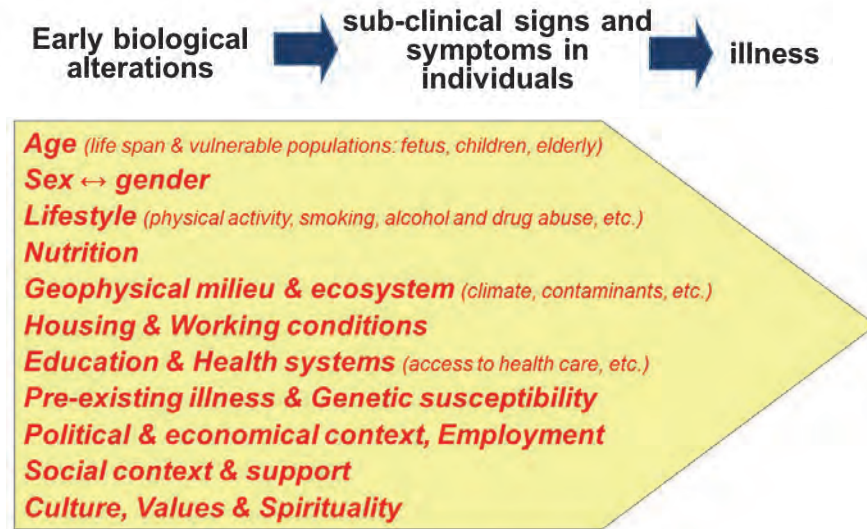 Early biological
alterations
sub-clinical signs and
symptoms in
individuals
illness
Age (life span & vulnerable populations: fetus, children, elderly)
Sex ↔ gender
Lifestyle (physical activity, smoking, alcohol and drug abuse, etc.)
Nutrition
Geophysical milieu & ecosystem (climate, contaminants, etc.)
Housing & Working conditions
Education & Health systems (access to health care, etc.)
Pre-existing illness & Genetic susceptibility
Political & economical context, Employment
Social context & support
Culture, Values & Spirituality